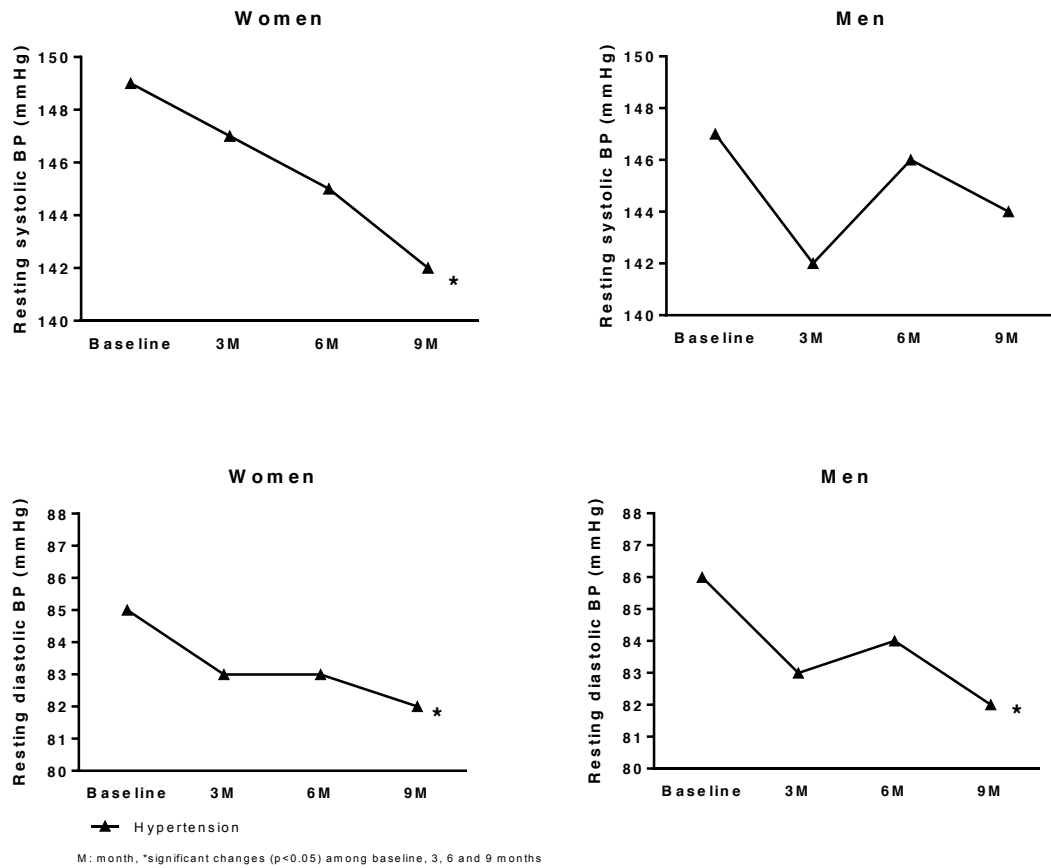 Women
Resting systolic BP (mmHg)
150
148
146
144
142
140
*
Baseline 3M 6M 9M
Men
Resting systolic BP (mmHg)
150
148
146
144
142
140
Baseline 3M 6M 9M
Women
Resting diastolic BP (mmHg)
88
87
86
85
84
83
82
81
80
*
Baseline 3M 6M 9M
Men
Resting diastolic BP (mmHg)
88
87
86
85
84
83
82
81
80
*
Baseline 3M 6M 9M
Hypertension
M: month, *significant changes (p<0.05) among baseline, 3, 6 and 9 months